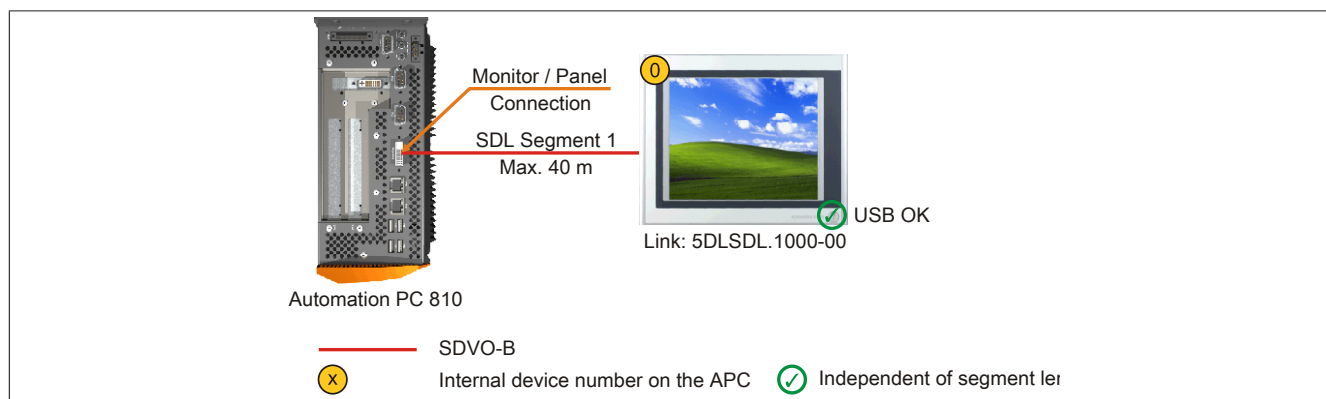 0
Monitor / Panel
Connection
SDL Segment 1
Max. 40 m
USB OK
Link: 5DLSDL.1000-00
Automation PC 810
SDVO-B
x Internal device number on the APC
Independent of segment